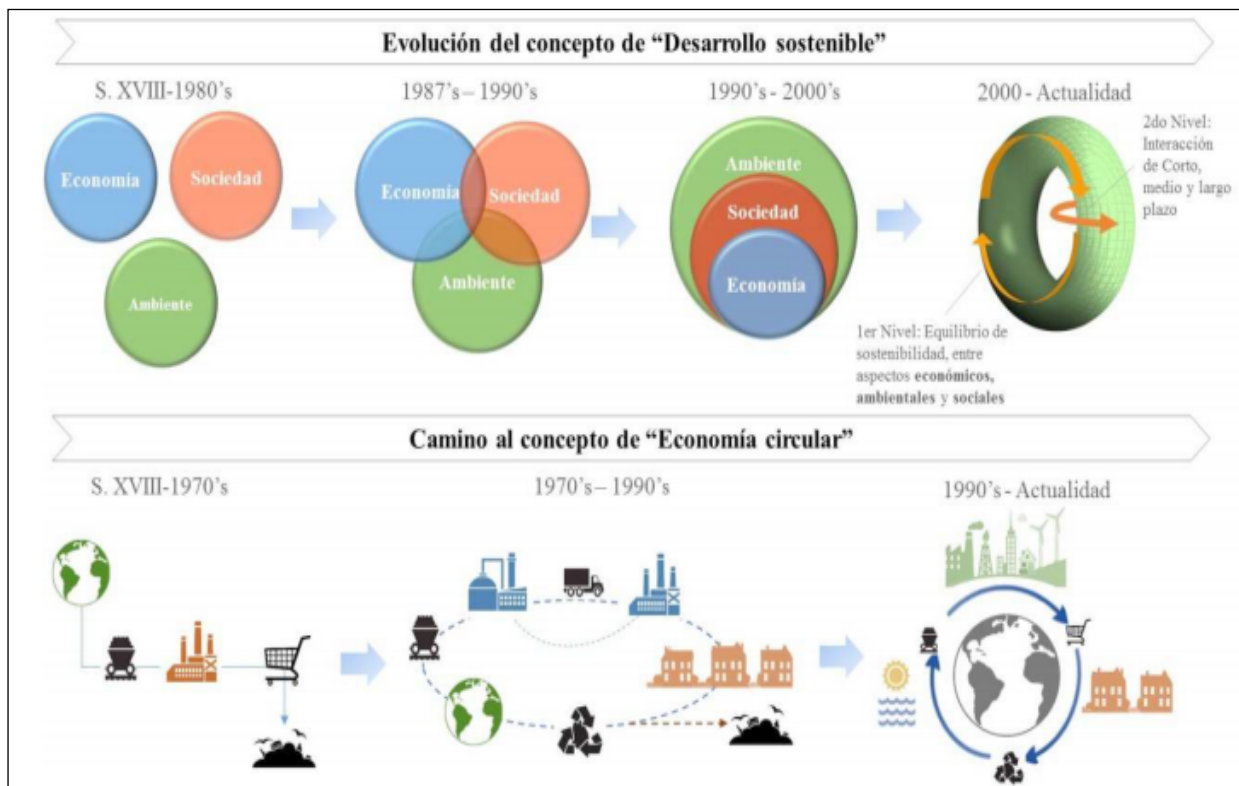 Evolución del concepto de “Desarrollo sostenible”
S. XVIII-1980’s
1987’s – 1990’s
1990’s - 2000’s
2000 - Actualidad
Economía
Sociedad
Ambiente
Economía
Sociedad
Ambiente
Ambiente
Sociedad
Economía
2do Nivel:
Interacción
de Corto,
medio y largo
plazo
1er Nivel: Equilibrio de
sostenibilidad, entre
aspectos económicos,
ambientales y sociales
Camino al concepto de “Economía circular”
S. XVIII-1970’s
1970’s – 1990’s
1990’s - Actualidad